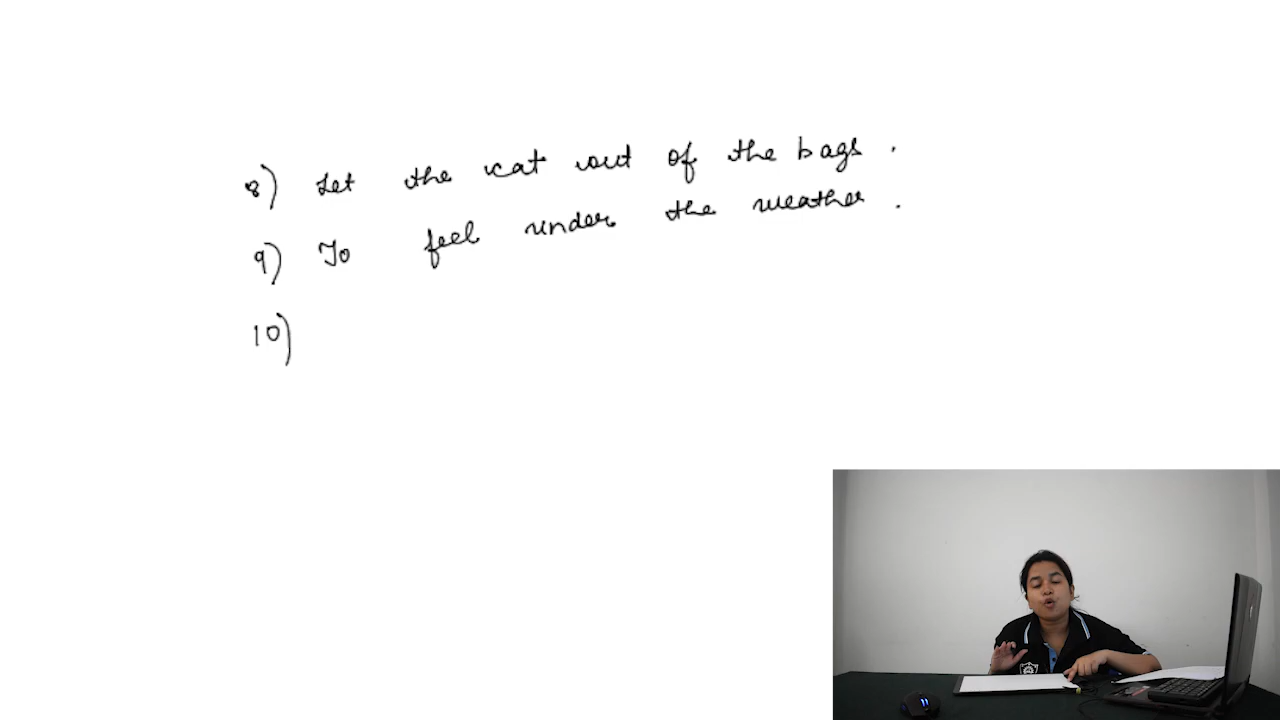 8) Let the cat out of the bags.
9) To feel under the weather.
10)